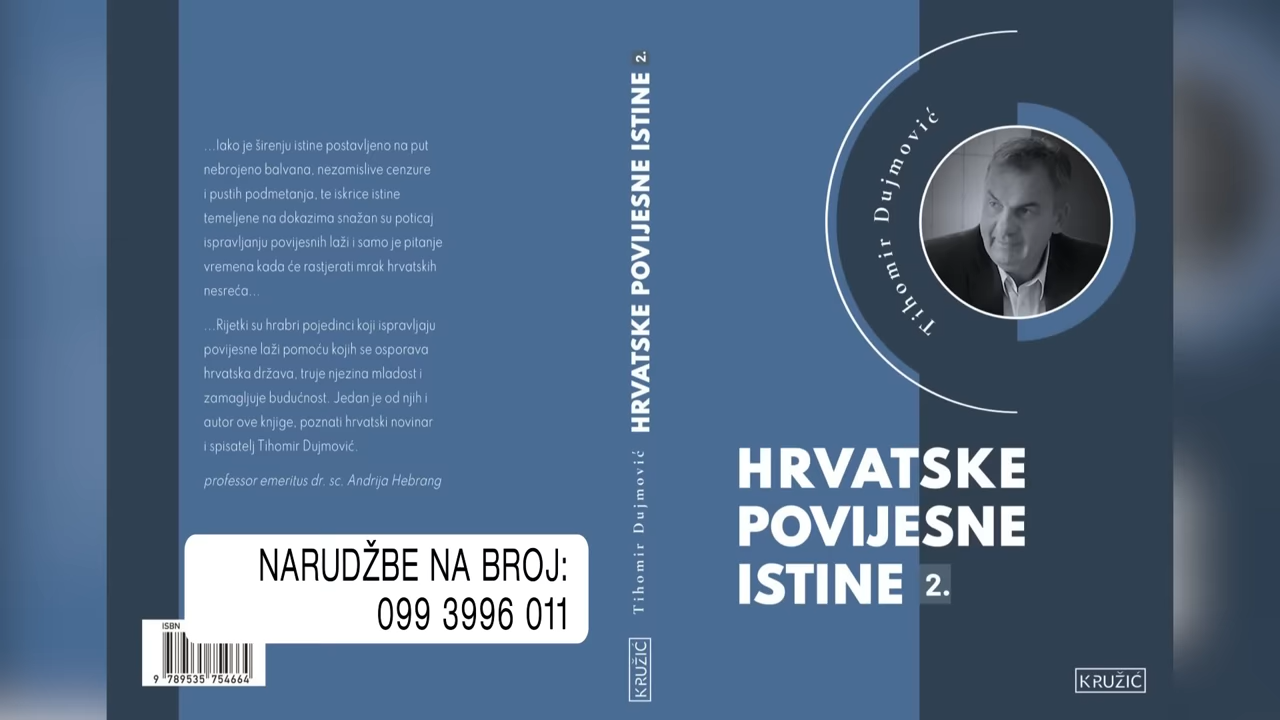 ...Iako je širenju istine postavljeno na put
nebrojeno balvana, nezamislive cenzure
i pustih podmetanja, te iskrice istine
temeljene na dokazima snažan su poticaj
ispravljanju povijesnih laži i samo je pitanje
vremena kada će rastjerati mrak hrvatskih
nesreća...
...Rijetki su hrabri pojedinci koji ispravljaju
povijesne laži pomoću kojih se osporava
hrvatska država, truje njezina mladost i
zamagljuje budućnost. Jedan je od njih i
autor ove knjige, poznati hrvatski novinar
i spisatelj Tihomir Dujmović.
professor emeritus dr. sc. Andrija Hebrang
NARUDŽBE NA BROJ:
099 3996 011
ISBN
9 789535 754664
Tihomir Dujmović HRVATSKE POVIJESNE ISTINE 2.
KRUŽIĆ
Tihomir Dujmović
HRVATSKE
POVIJESNE
ISTINE 2.
KRUŽIĆ